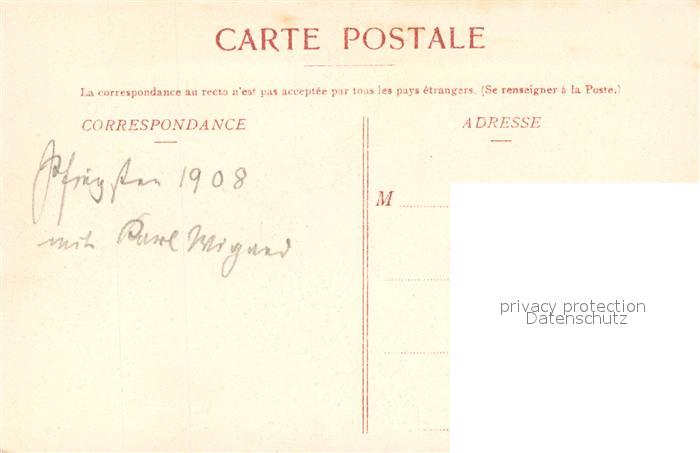 CARTE POSTALE
La correspondance au recto n'est pas acceptée par tous les pays étrangers. (Se renseigner à la Poste.)
CORRESPONDANCE
ADRESSE
Pfingsten 1908
mit Karl Wigand
M
privacy protection
Datenschutz